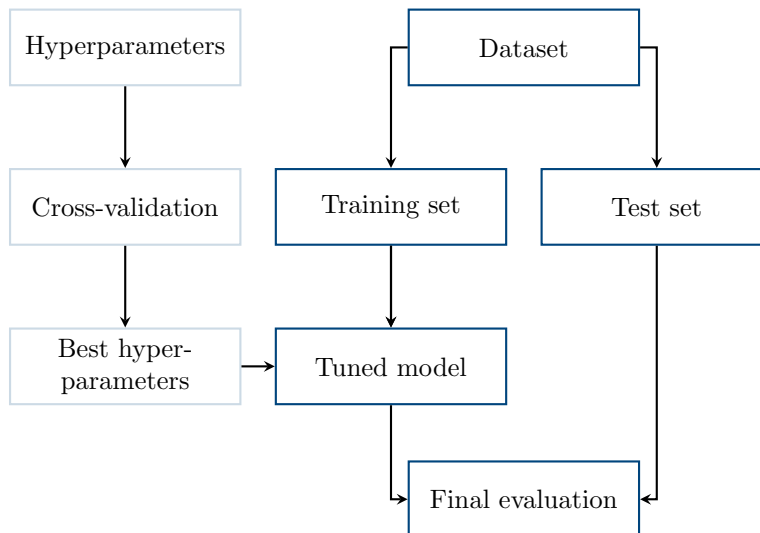 Hyperparameters
Dataset
Cross-validation
Training set
Test set
Best hyper-
parameters
Tuned model
Final evaluation